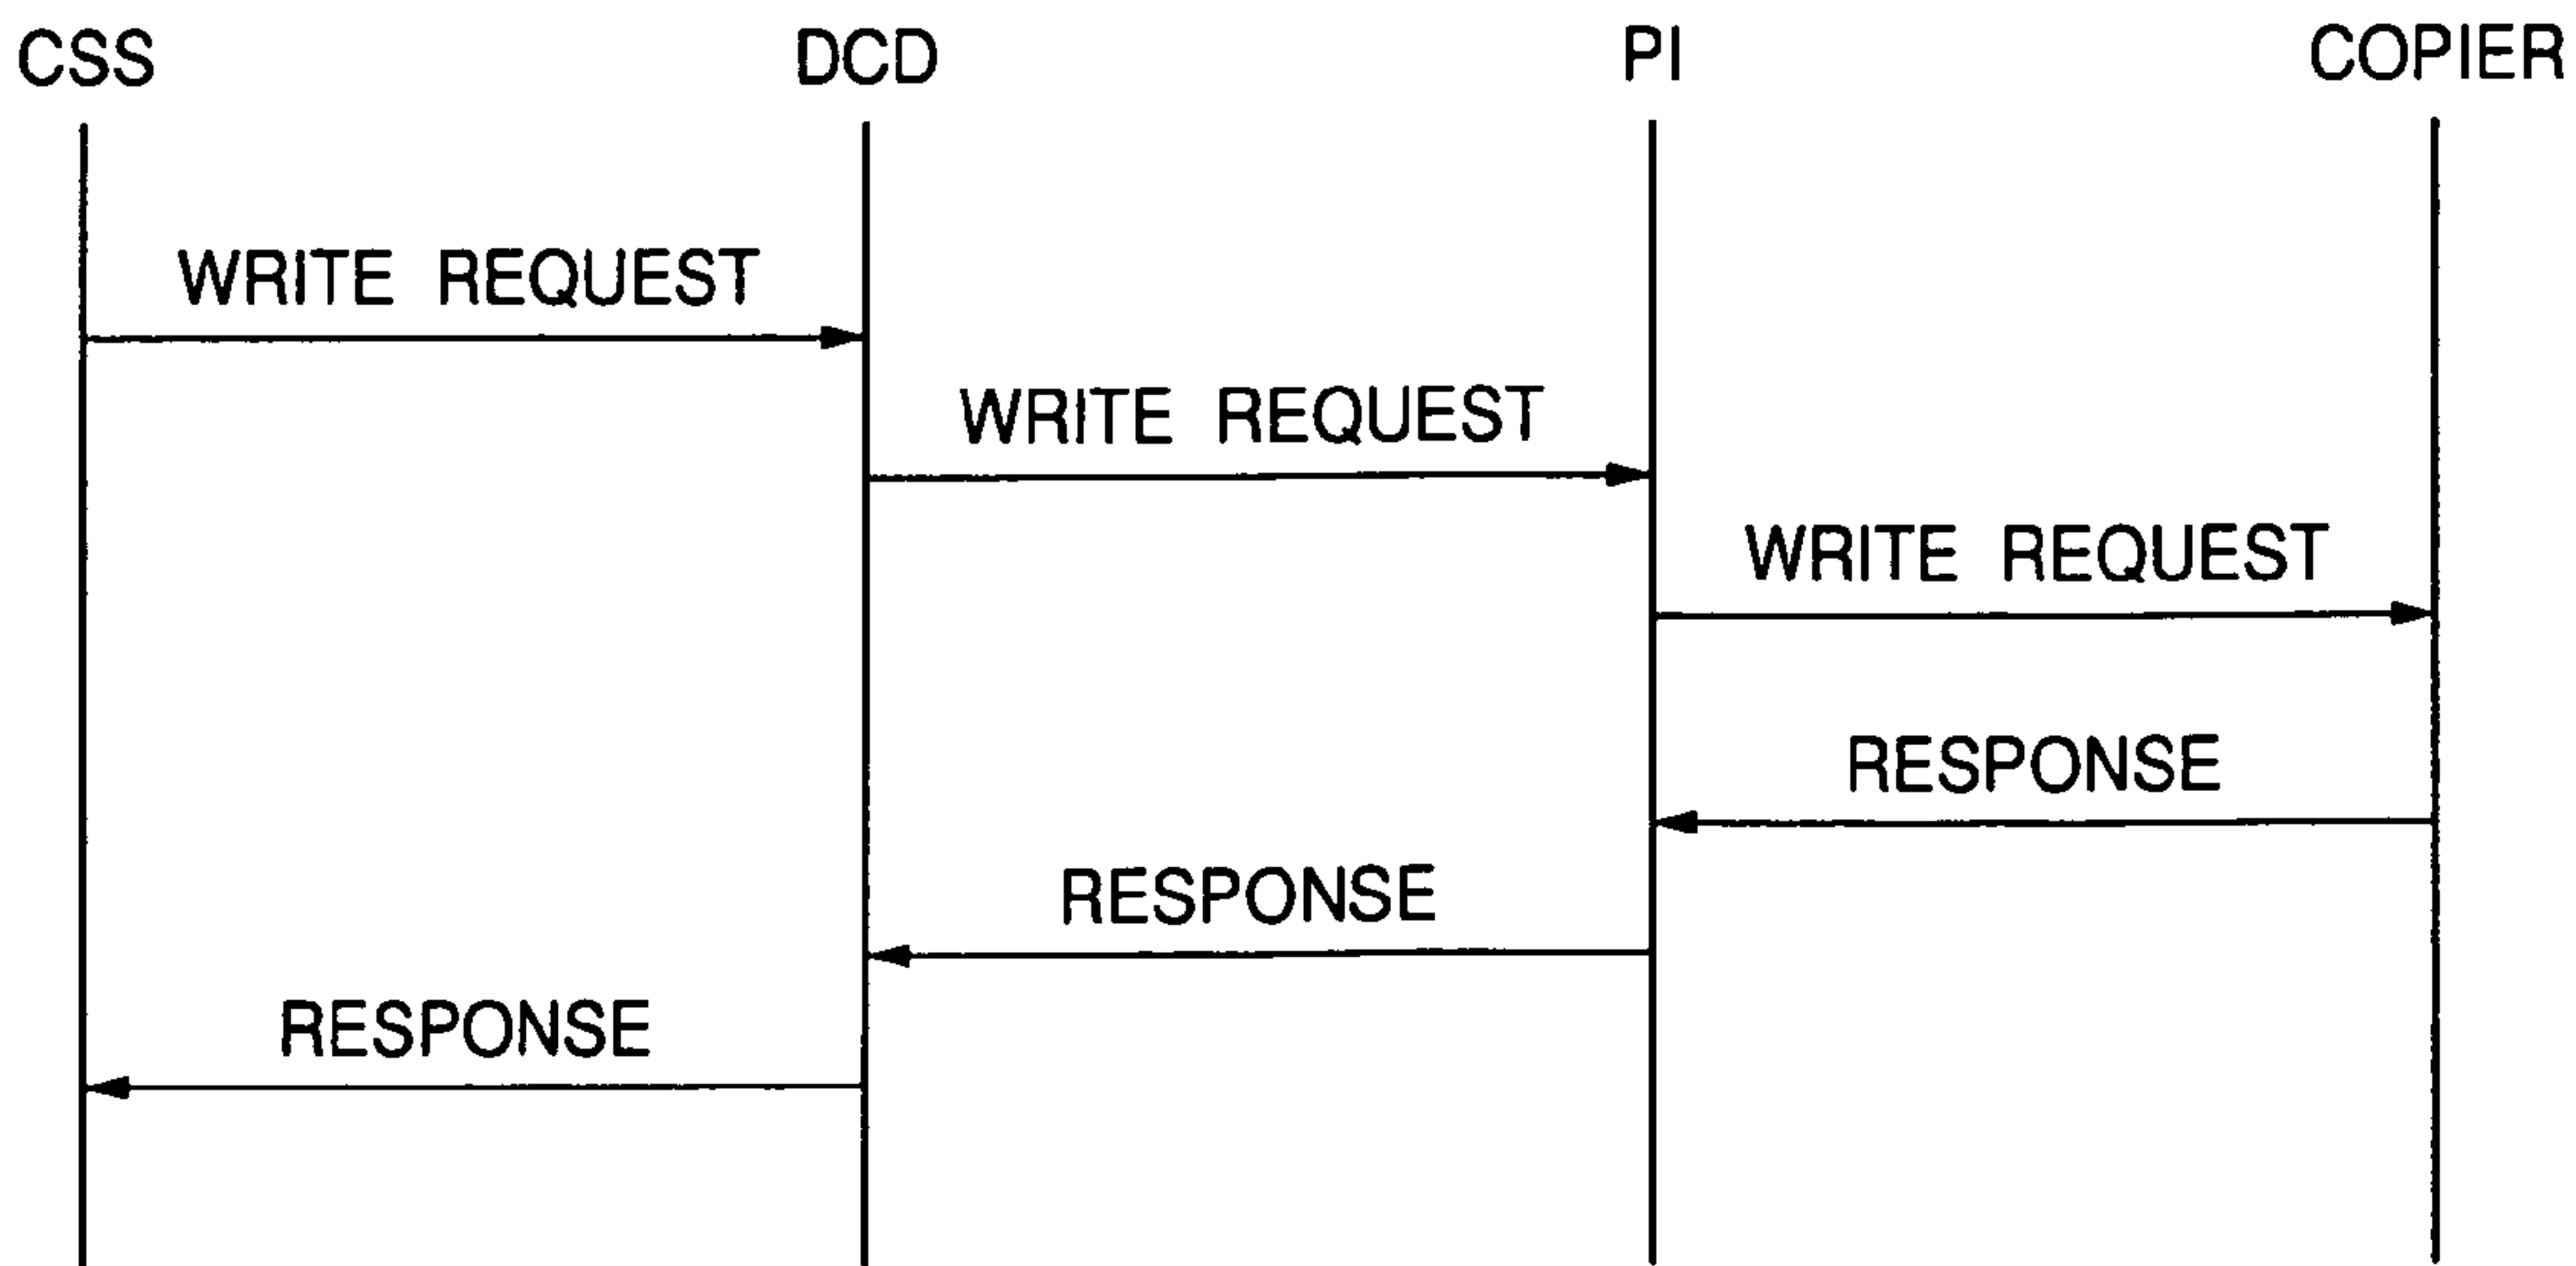 CSS DCD PI COPIER
WRITE REQUEST
WRITE REQUEST
WRITE REQUEST
RESPONSE
RESPONSE
RESPONSE